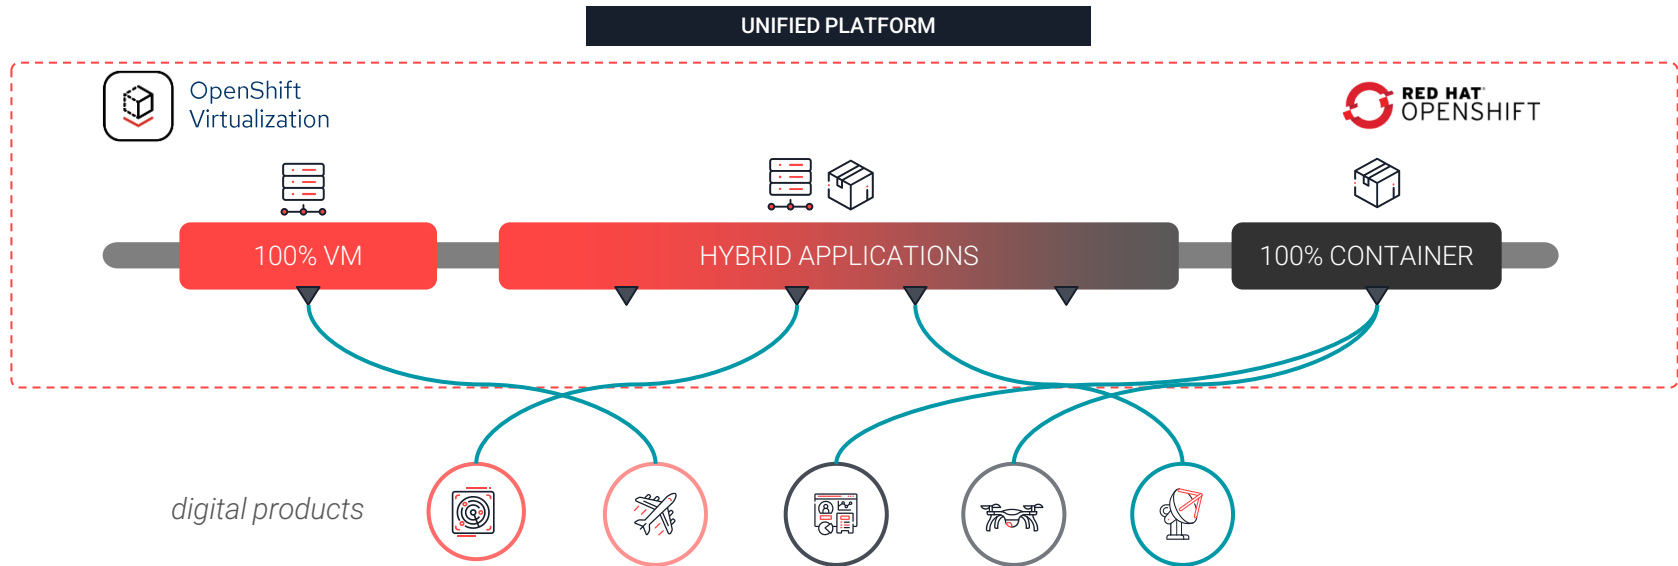 UNIFIED PLATFORM
OpenShift
Virtualization
RED HAT
OPENSHIFT
100% VM
HYBRID APPLICATIONS
100% CONTAINER
digital products